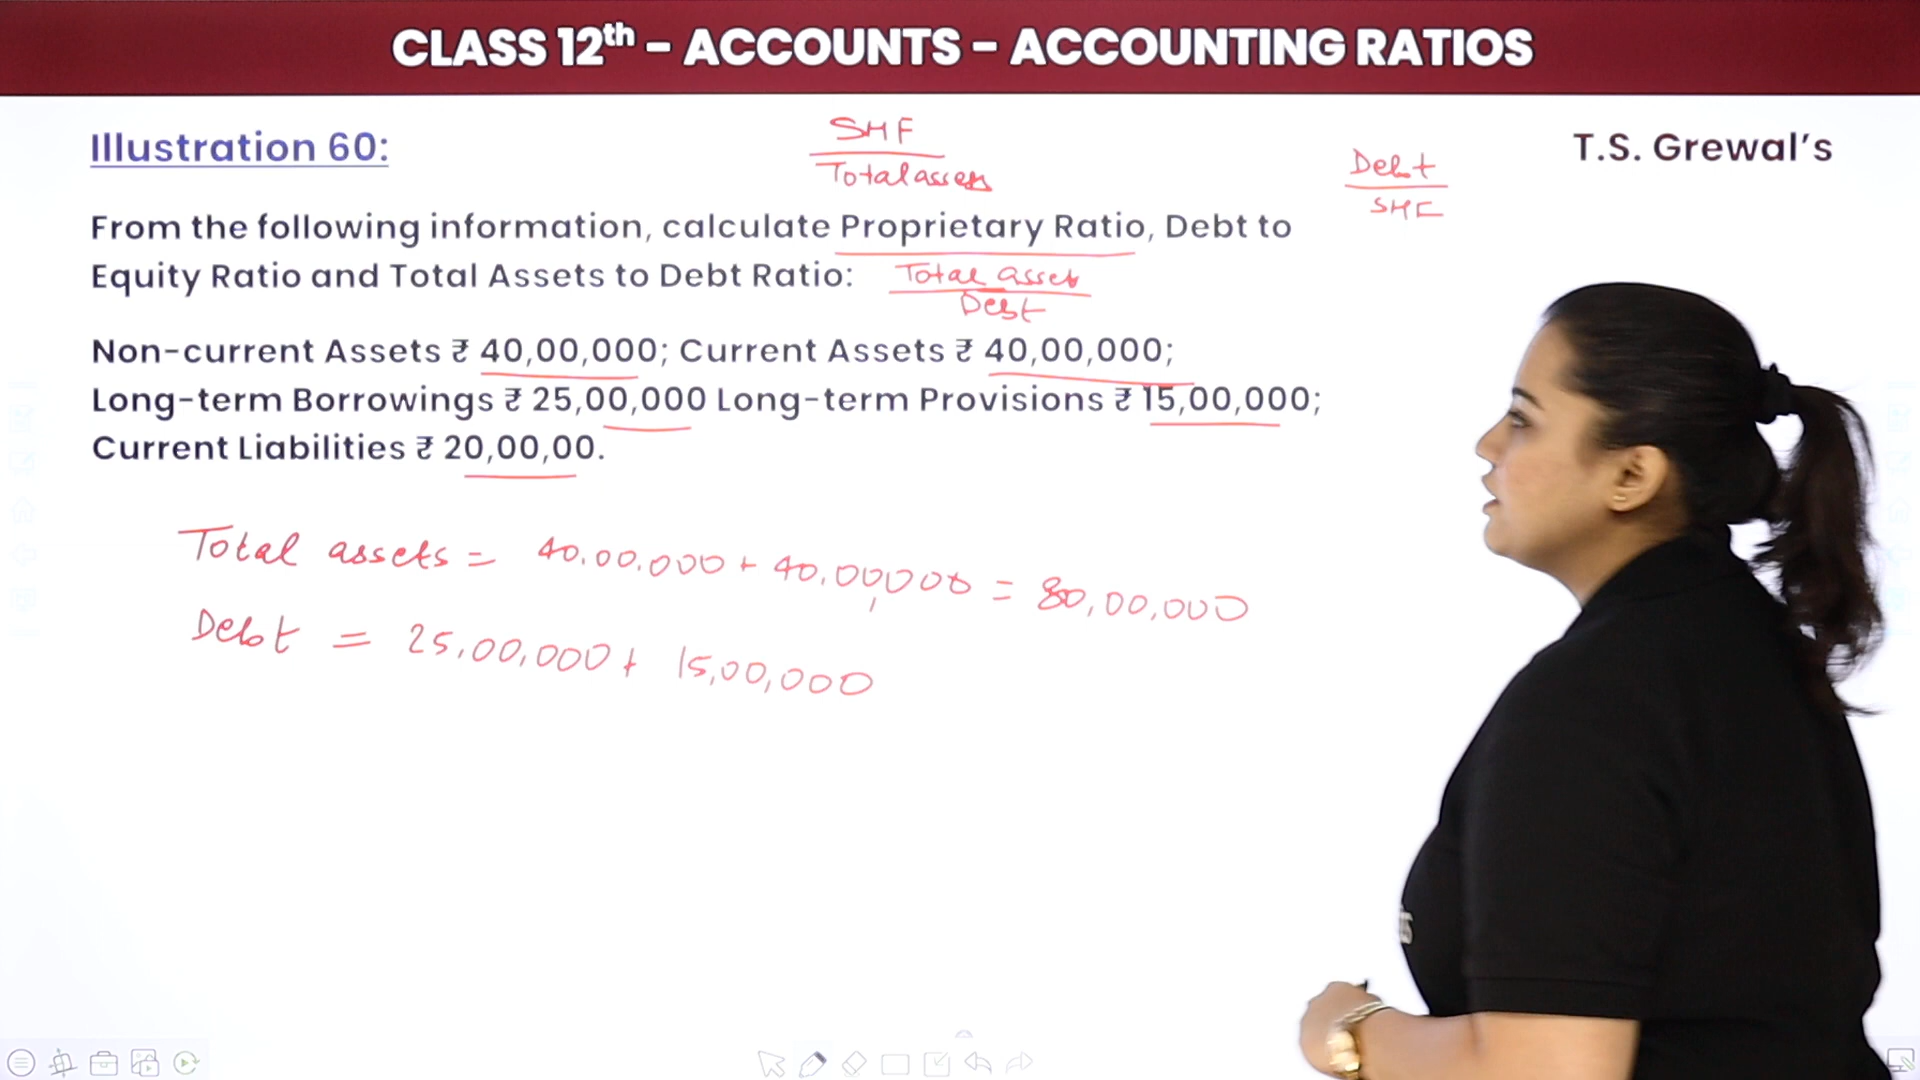 CLASS 12th – ACCOUNTS – ACCOUNTING RATIOS
Illustration 60:
T.S. Grewal's
SHF
Total assets
Debt
SHF
From the following information, calculate Proprietary Ratio, Debt to
Equity Ratio and Total Assets to Debt Ratio:
Total asset
Debt
Non-current Assets ₹ 40,00,000; Current Assets ₹ 40,00,000;
Long-term Borrowings ₹ 25,00,000 Long-term Provisions ₹ 15,00,000;
Current Liabilities ₹ 20,00,00.
Total assets = 40,00,000 + 40,00,000 = 80,00,000
Debt = 25,00,000 + 15,00,000